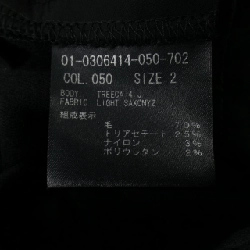 01-0306414-050-702
COL. 050 SIZE 2
BODY
FABRIC LIGHT SAXONYZ
組成表示
毛
トリアセテート
ナイロン
ポリウレタン